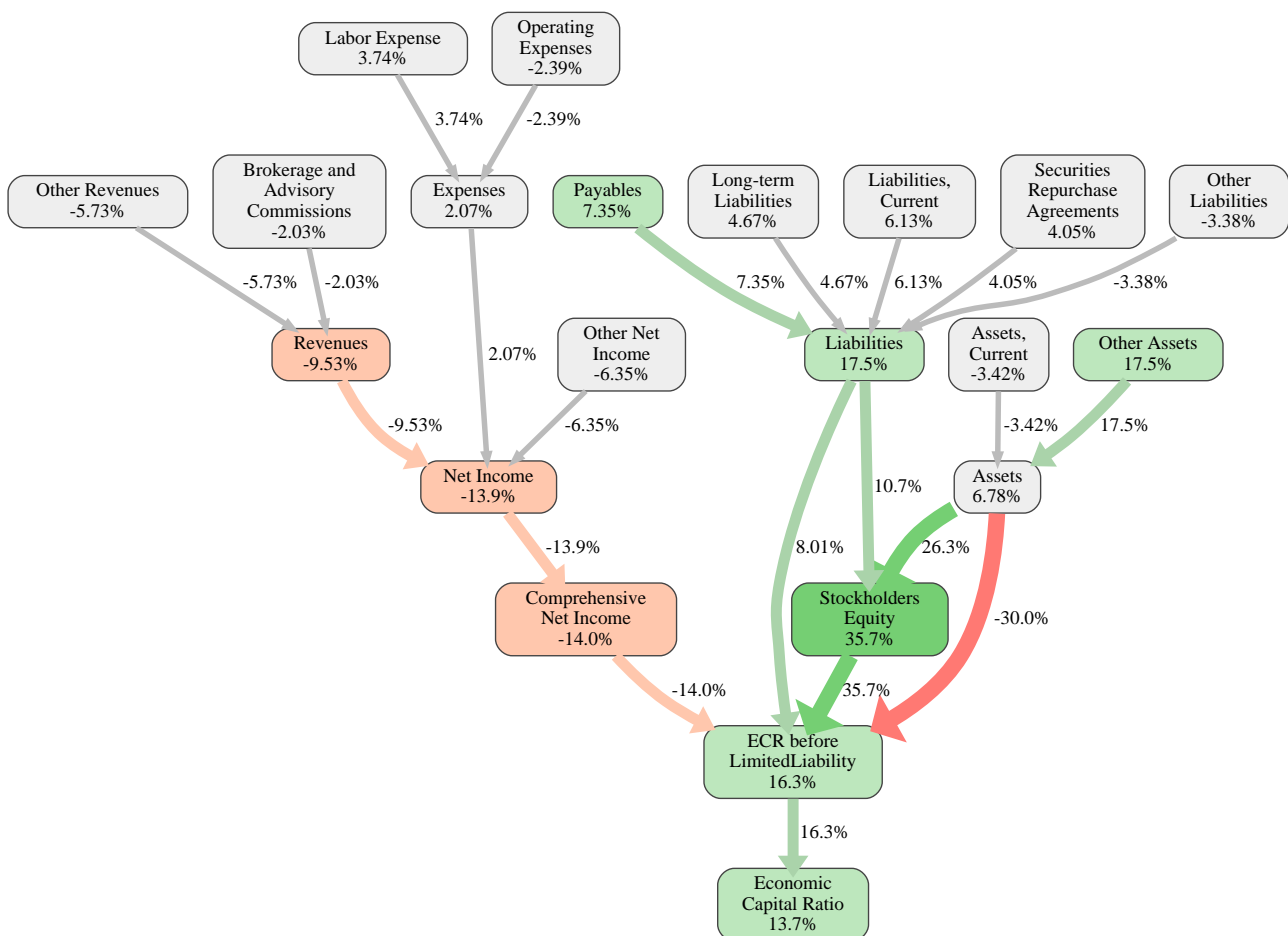 Labor Expense
3.74%
Operating
Expenses
-2.39%
3.74%
-2.39%
Other Revenues
-5.73%
Brokerage and
Advisory
Commissions
-2.03%
Expenses
2.07%
Payables
7.35%
Long-term
Liabilities
4.67%
Liabilities,
Current
6.13%
Securities
Repurchase
Agreements
4.05%
Other
Liabilities
-3.38%
-5.73%
-2.03%
7.35%
4.67%
6.13%
4.05%
-3.38%
Revenues
-9.53%
2.07%
Other Net
Income
-6.35%
Liabilities
17.5%
Assets,
Current
-3.42%
Other Assets
17.5%
-9.53%
-6.35%
-3.42%
17.5%
Net Income
-13.9%
10.7%
Assets
6.78%
-13.9%
8.01%
26.3%
Comprehensive
Net Income
-14.0%
Stockholders
Equity
35.7%
-30.0%
-14.0%
35.7%
ECR before
LimitedLiability
16.3%
16.3%
Economic
Capital Ratio
13.7%